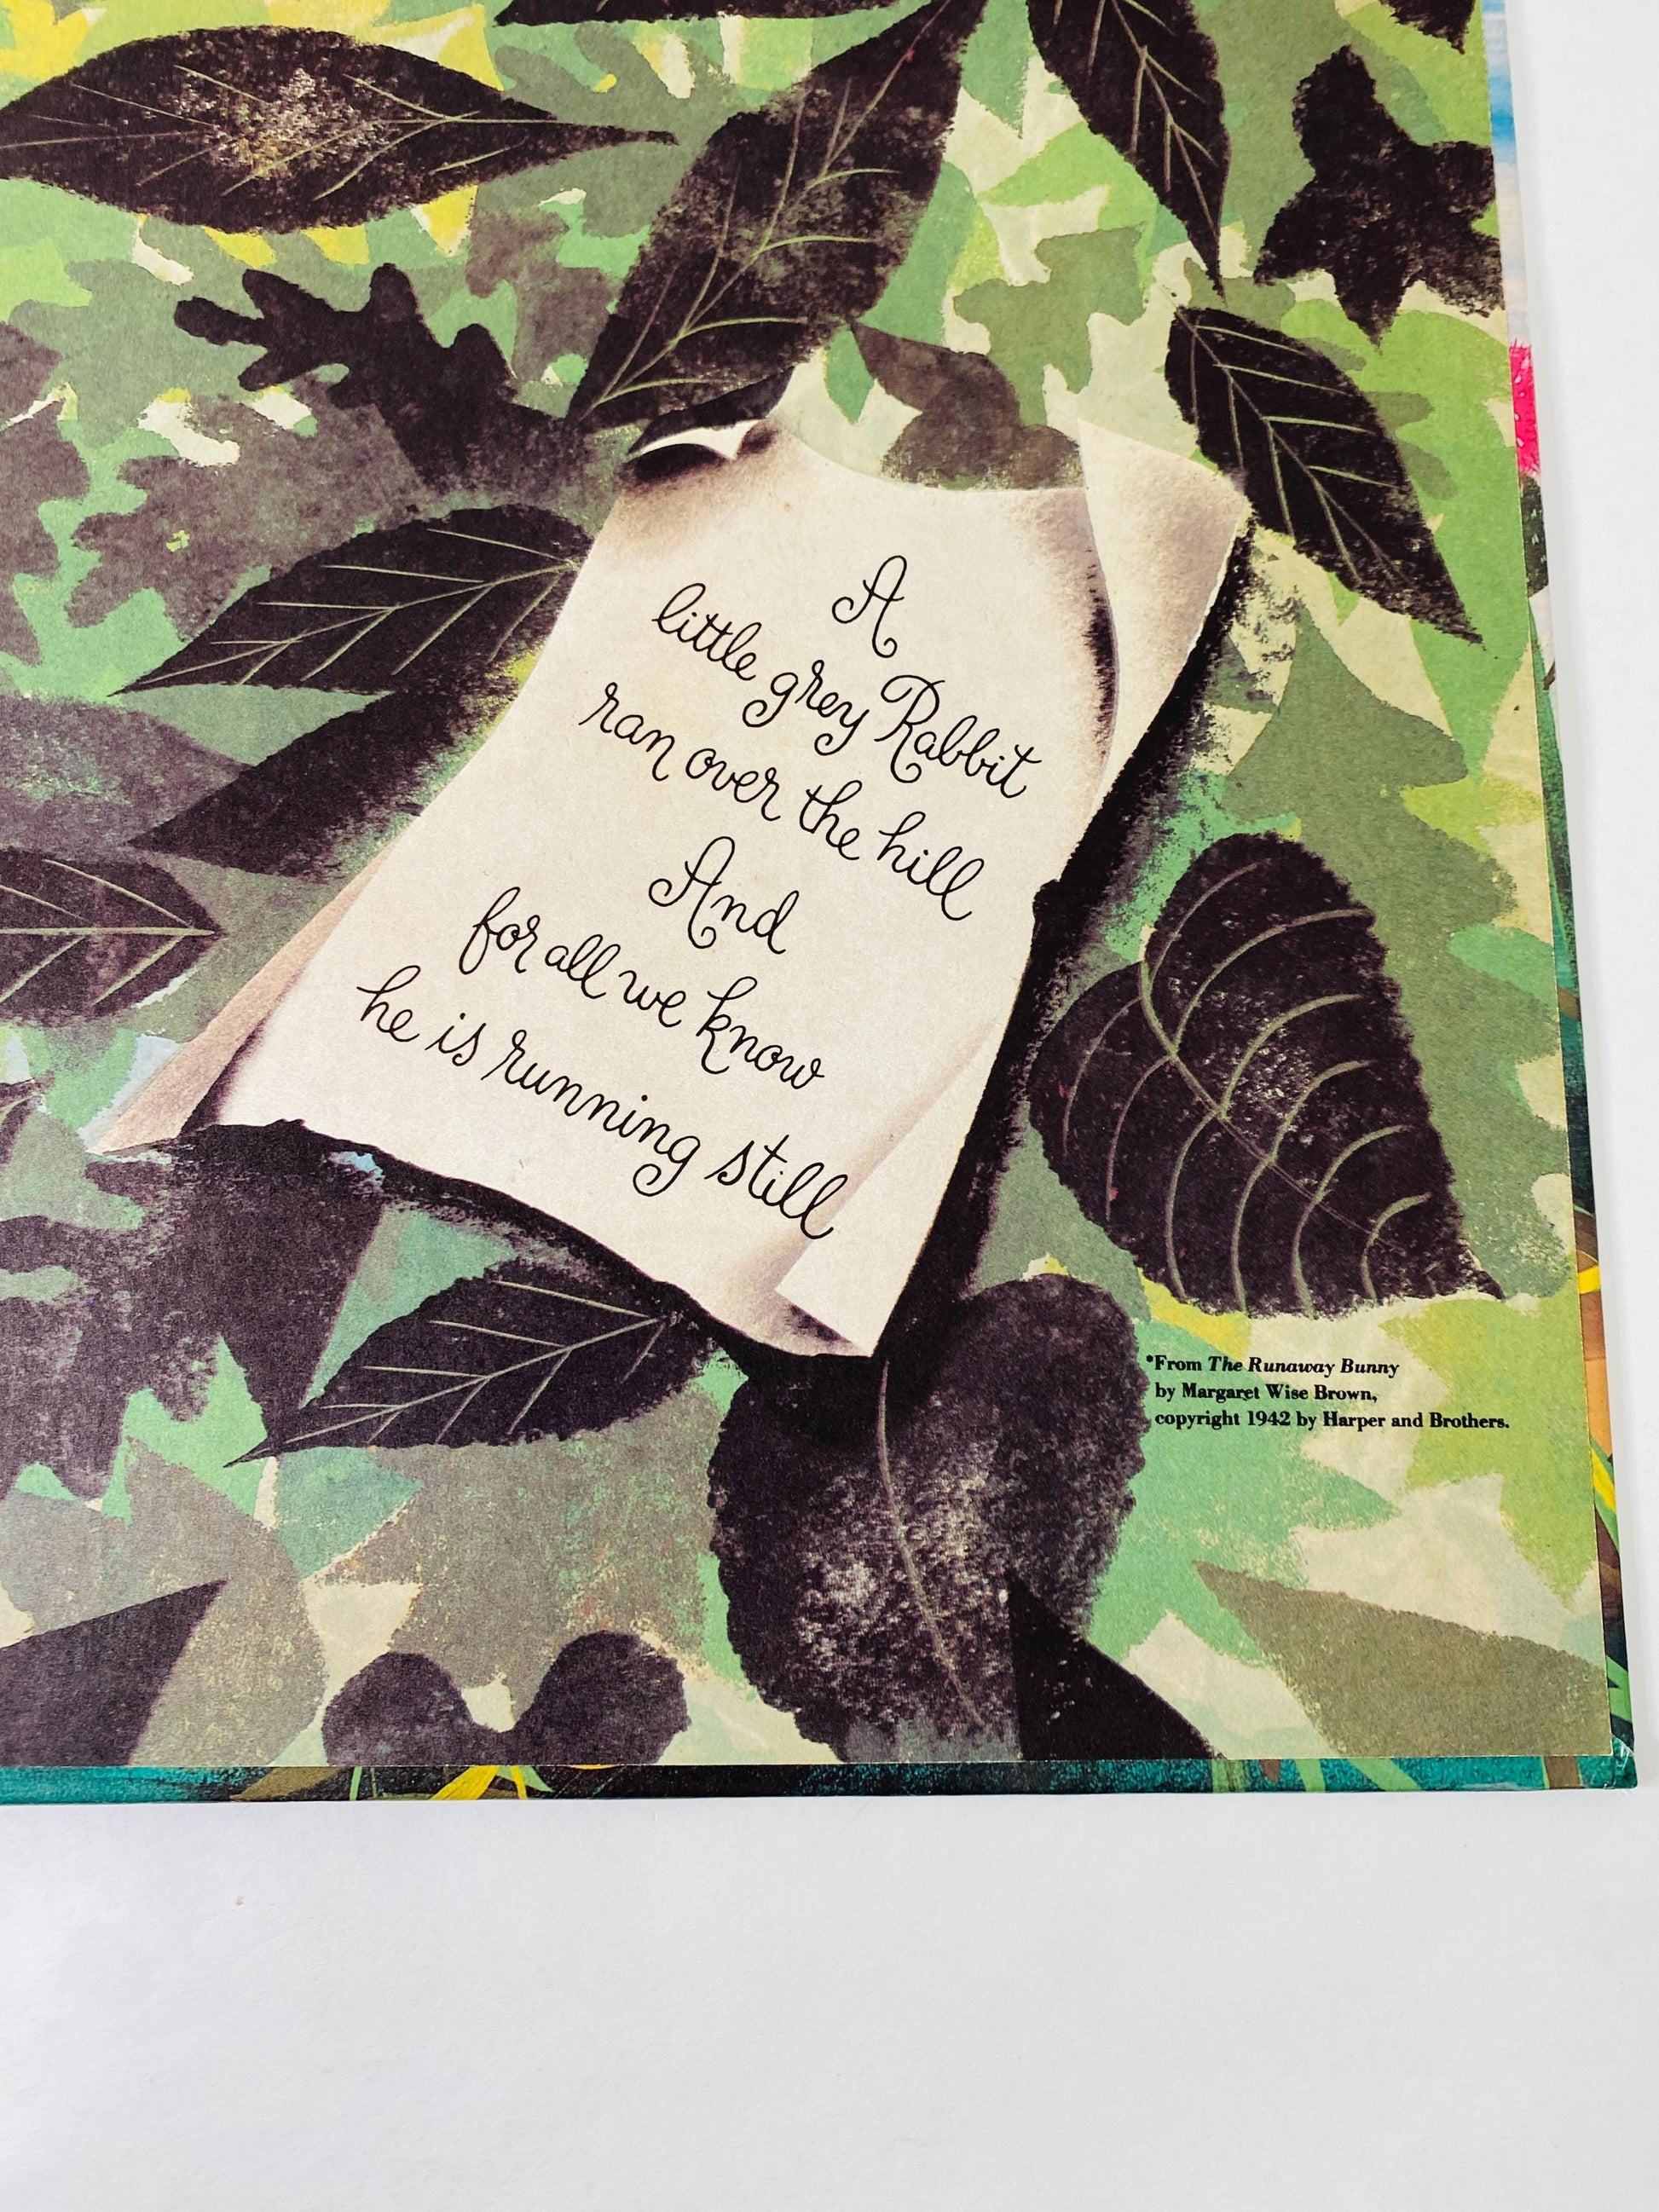 A
little grey Rabbit
ran over the hill
And
for all we know
he is running still
*From The Runaway Bunny
by Margaret Wise Brown,
copyright 1942 by Harper and Brothers.